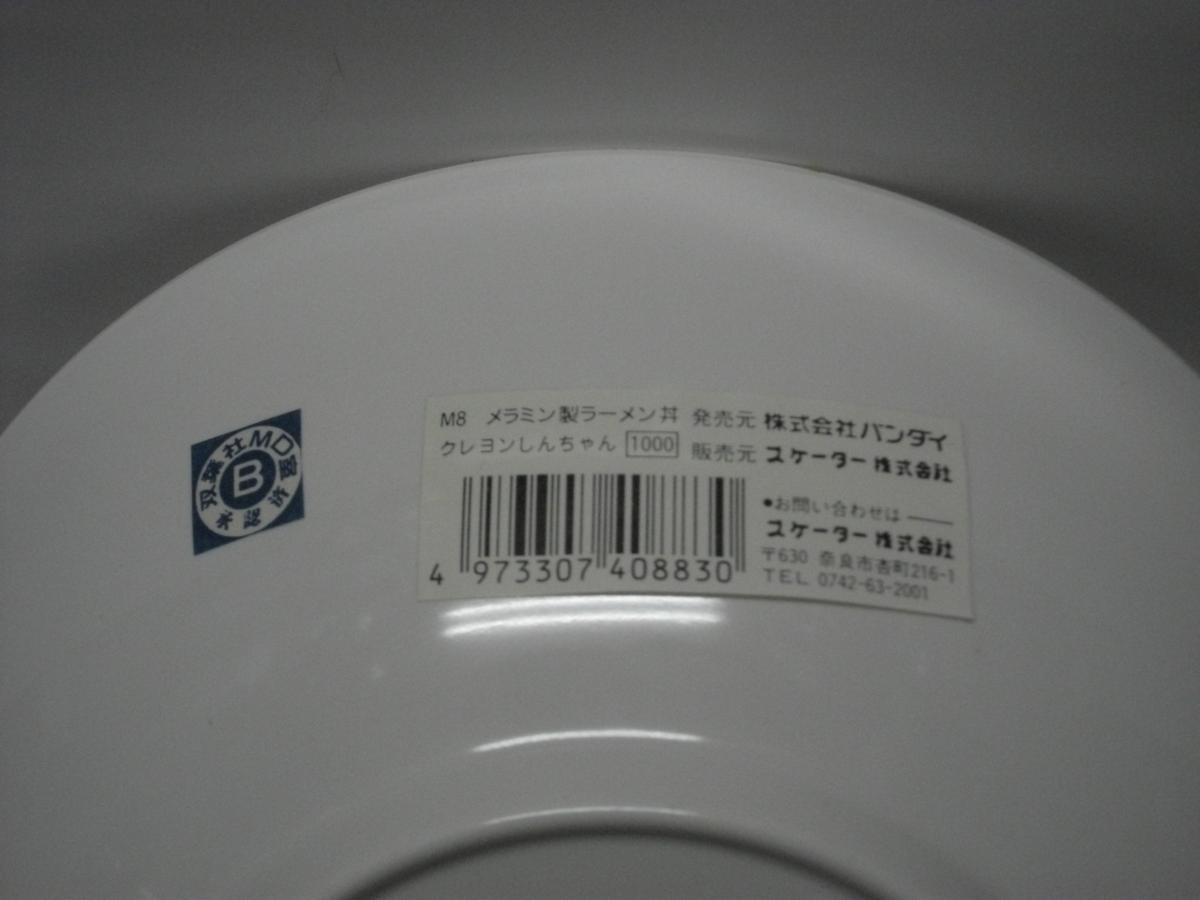 双葉社MD
B
承認済
M8 メラミン製ラーメン丼 発売元 株式会社バンダイ
クレヨンしんちゃん 1000 販売元 スケーター株式会社
●お問い合わせは
スケーター株式会社
〒630 奈良市杏町216-1
TEL 0742-63-2001
4 973307 408830